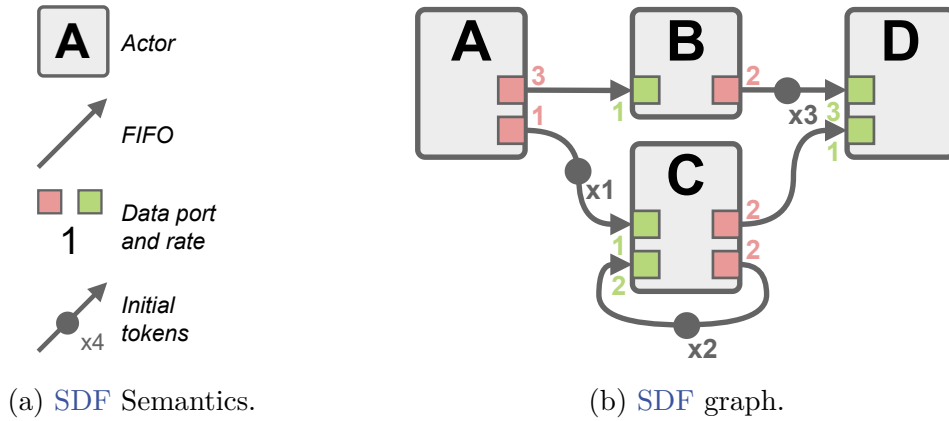 A
Actor
FIFO
1
Data port
and rate
x4
Initial
tokens
(a) SDF Semantics.
A
3
1
B
1
2
x3
D
3
1
x1
C
1
2
2
2
x2
(b) SDF graph.